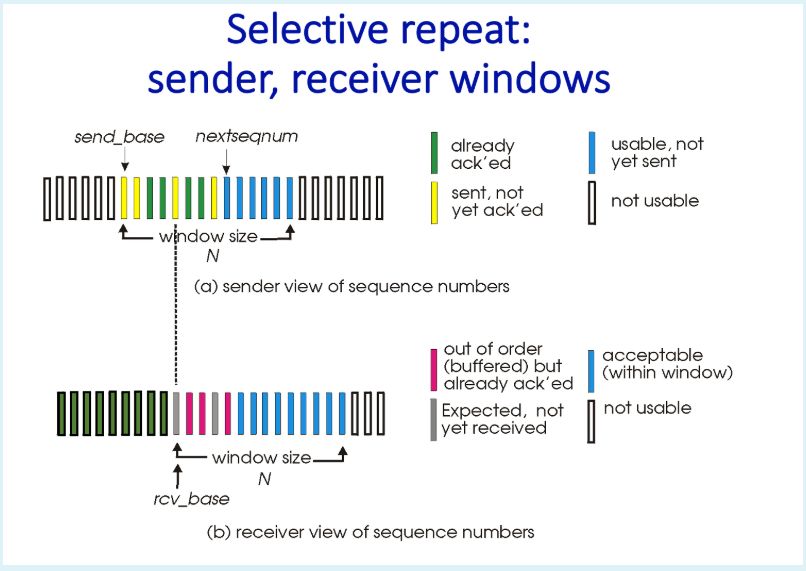 Selective repeat:
sender, receiver windows
send_base
nextseqnum
already
ack'ed
usable, not
yet sent
sent, not
yet ack'ed
not usable
window size
N
(a) sender view of sequence numbers
out of order
(buffered) but
already ack'ed
acceptable
(within window)
Expected, not
yet received
not usable
window size
N
rcv_base
(b) receiver view of sequence numbers